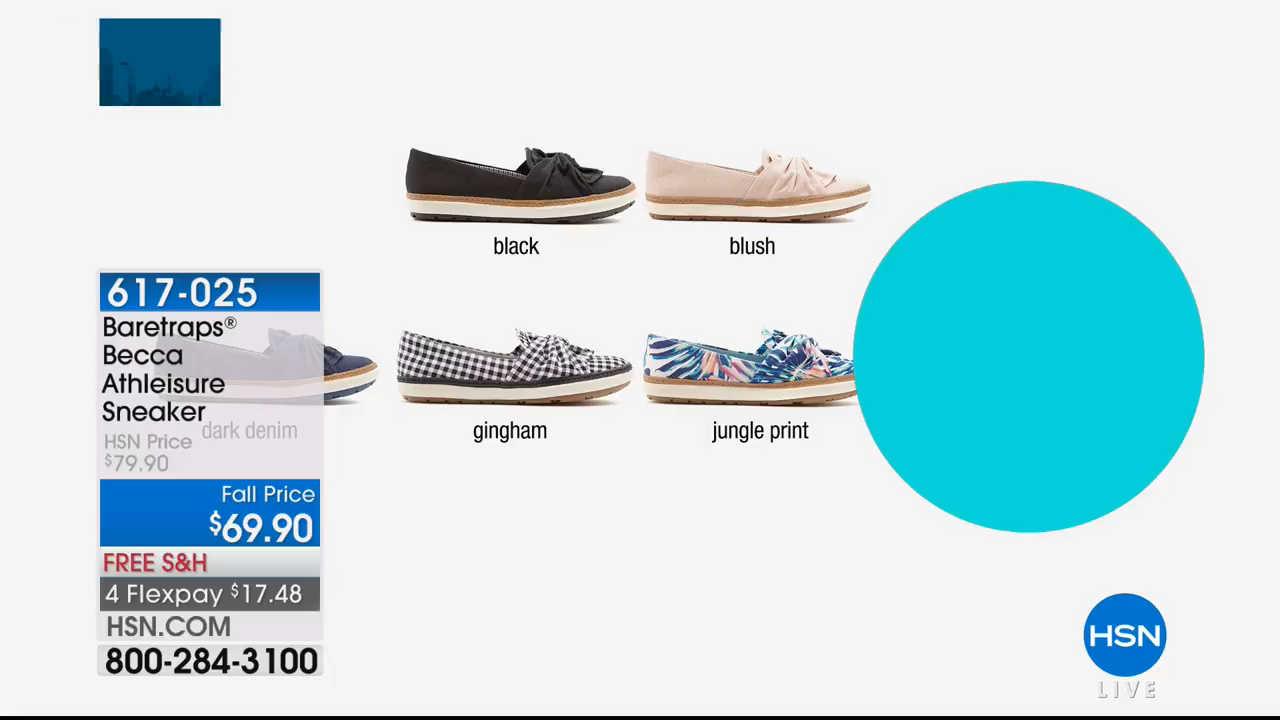 black
blush
617-025
Baretraps®
Becca
Athleisure
Sneaker
HSN Price
$79.90
dark denim
gingham
jungle print
Fall Price
$69.90
FREE S&H
4 Flexpay $17.48
HSN.COM
800-284-3100
HSN
LIVE